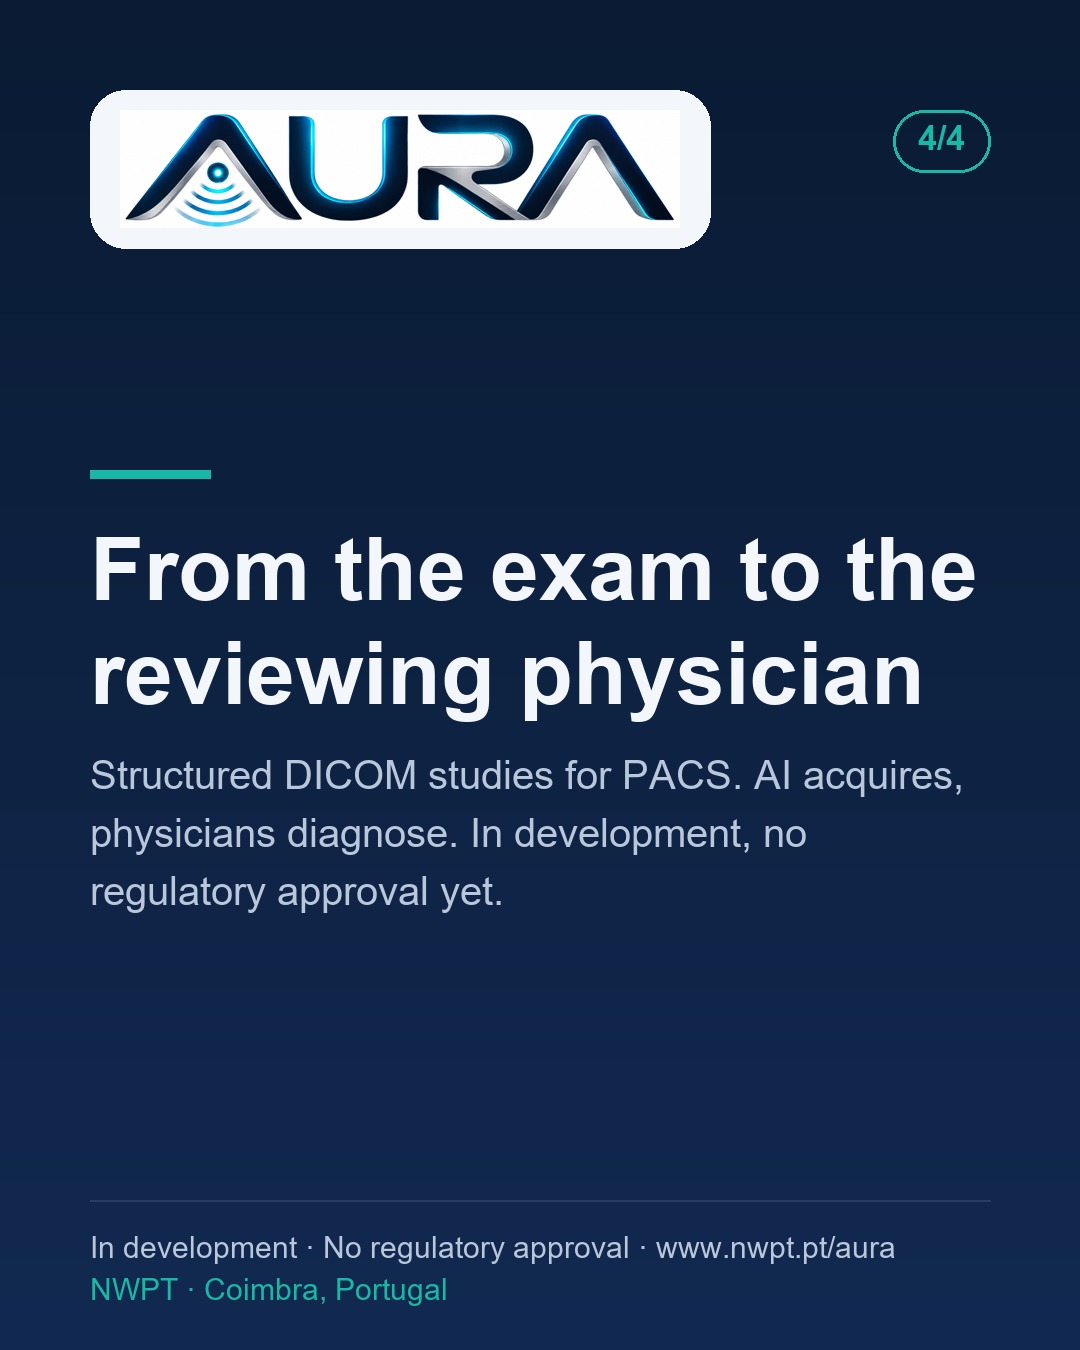 AURA
4/4
From the exam to the
reviewing physician
Structured DICOM studies for PACS. AI acquires,
physicians diagnose. In development, no
regulatory approval yet.
In development · No regulatory approval · www.nwpt.pt/aura
NWPT · Coimbra, Portugal